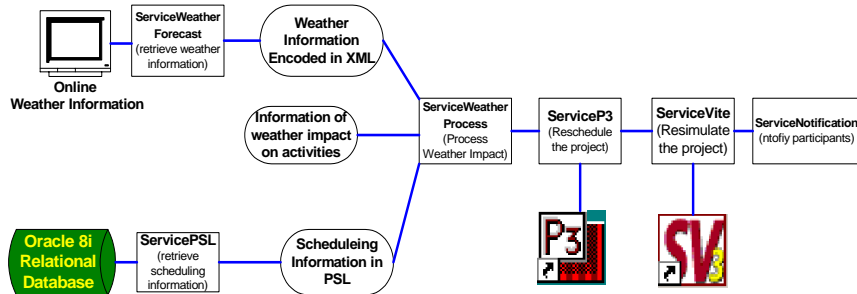 ServiceWeather
Forecast
(retrieve weather
information)
Weather
Information
Encoded in XML
Online
Weather Information
Information of
weather impact
on activities
ServiceWeather
Process
(Process
Weather Impact)
ServiceP3
(Reschedule
the project)
ServiceVite
(Resimulate
the project)
ServiceNotification
(ntofiy participants)
Oracle 8i
Relational
Database
ServicePSL
(retrieve
scheduling
information)
Scheduleing
Information in
PSL
P3
SV3